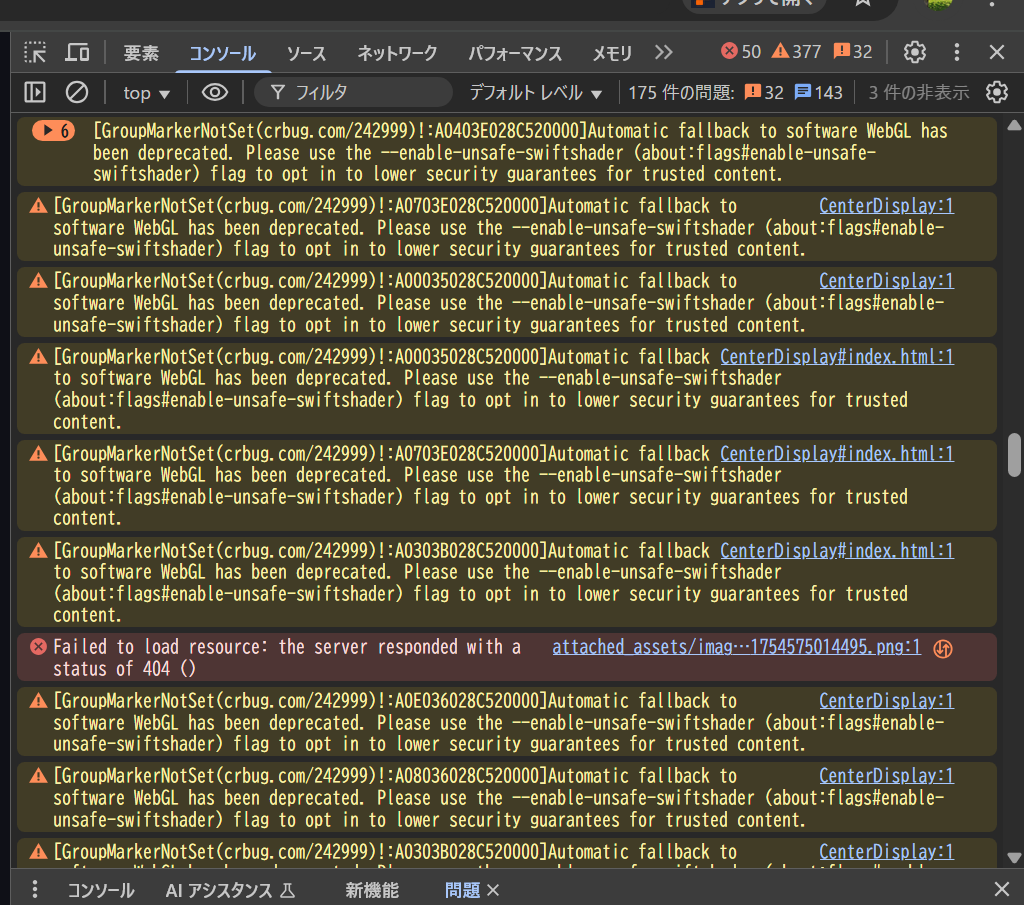 要素 コンソール ソース ネットワーク パフォーマンス メモリ 50 377 32
top デフォルト レベル フィルタ 175 件の問題: 32 143 3 件の非表示
6 [GroupMarkerNotSet(crbug.com/242999)!:A0403E028C520000]Automatic fallback to software WebGL has
been deprecated. Please use the --enable-unsafe-swiftshader (about:flags#enable-unsafe-
swiftshader) flag to opt in to lower security guarantees for trusted content.
[GroupMarkerNotSet(crbug.com/242999)!:A0703E028C520000]Automatic fallback to CenterDisplay:1
software WebGL has been deprecated. Please use the --enable-unsafe-swiftshader (about:flags#enable-
unsafe-swiftshader) flag to opt in to lower security guarantees for trusted content.
[GroupMarkerNotSet(crbug.com/242999)!:A00035028C520000]Automatic fallback to CenterDisplay:1
software WebGL has been deprecated. Please use the --enable-unsafe-swiftshader (about:flags#enable-
unsafe-swiftshader) flag to opt in to lower security guarantees for trusted content.
[GroupMarkerNotSet(crbug.com/242999)!:A00035028C520000]Automatic fallback CenterDisplay#index.html:1
to software WebGL has been deprecated. Please use the --enable-unsafe-swiftshader
(about:flags#enable-unsafe-swiftshader) flag to opt in to lower security guarantees for trusted
content.
[GroupMarkerNotSet(crbug.com/242999)!:A0703E028C520000]Automatic fallback CenterDisplay#index.html:1
to software WebGL has been deprecated. Please use the --enable-unsafe-swiftshader
(about:flags#enable-unsafe-swiftshader) flag to opt in to lower security guarantees for trusted
content.
[GroupMarkerNotSet(crbug.com/242999)!:A0303B028C520000]Automatic fallback CenterDisplay#index.html:1
to software WebGL has been deprecated. Please use the --enable-unsafe-swiftshader
(about:flags#enable-unsafe-swiftshader) flag to opt in to lower security guarantees for trusted
content.
Failed to load resource: the server responded with a attached_assets/imag…1754575014495.png:1
status of 404 ()
[GroupMarkerNotSet(crbug.com/242999)!:A0E036028C520000]Automatic fallback to CenterDisplay:1
software WebGL has been deprecated. Please use the --enable-unsafe-swiftshader (about:flags#enable-
unsafe-swiftshader) flag to opt in to lower security guarantees for trusted content.
[GroupMarkerNotSet(crbug.com/242999)!:A08036028C520000]Automatic fallback to CenterDisplay:1
software WebGL has been deprecated. Please use the --enable-unsafe-swiftshader (about:flags#enable-
unsafe-swiftshader) flag to opt in to lower security guarantees for trusted content.
[GroupMarkerNotSet(crbug.com/242999)!:A0303B028C520000]Automatic fallback to CenterDisplay:1
コンソール AI アシスタンス 新機能 問題